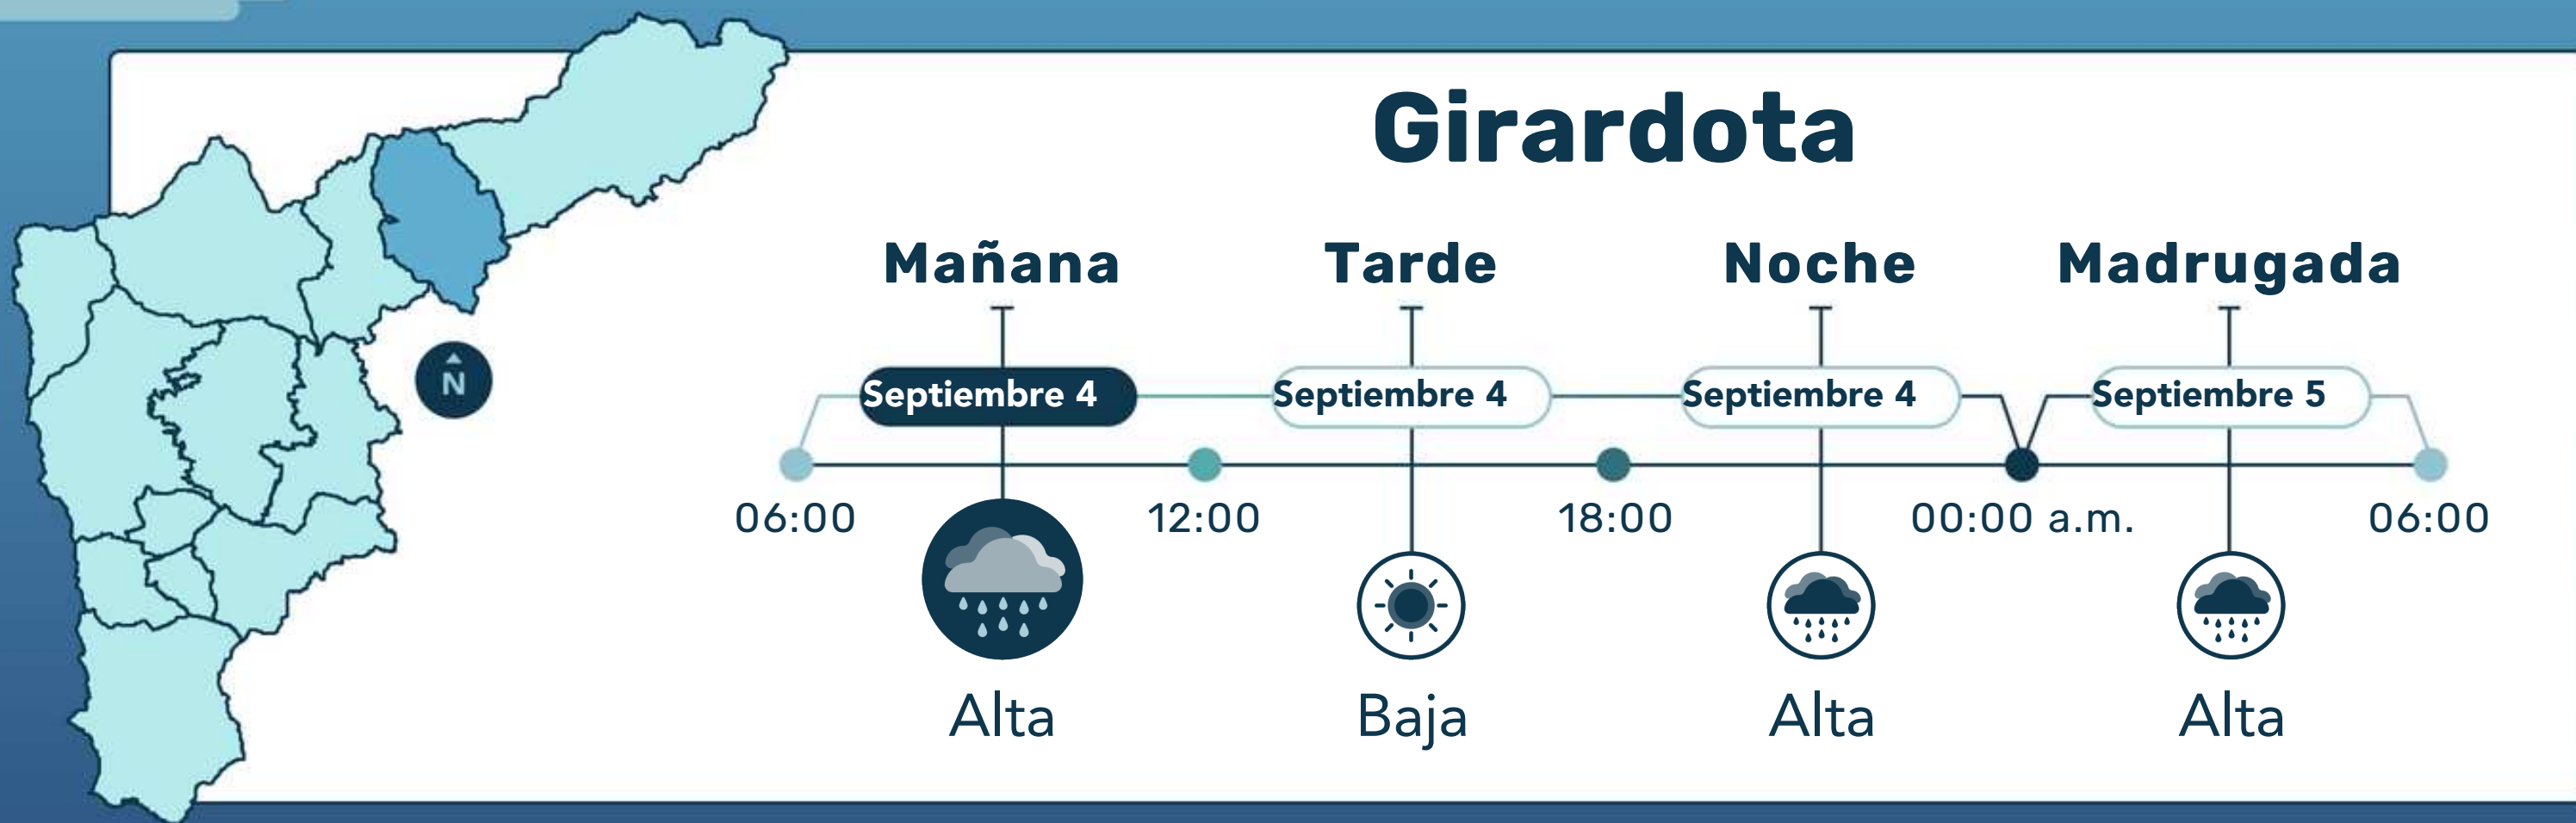 Girardota
Mañana Tarde Noche Madrugada
N
Septiembre 4 Septiembre 4 Septiembre 4 Septiembre 5
06:00 12:00 18:00 00:00 a.m. 06:00
Alta Baja Alta Alta